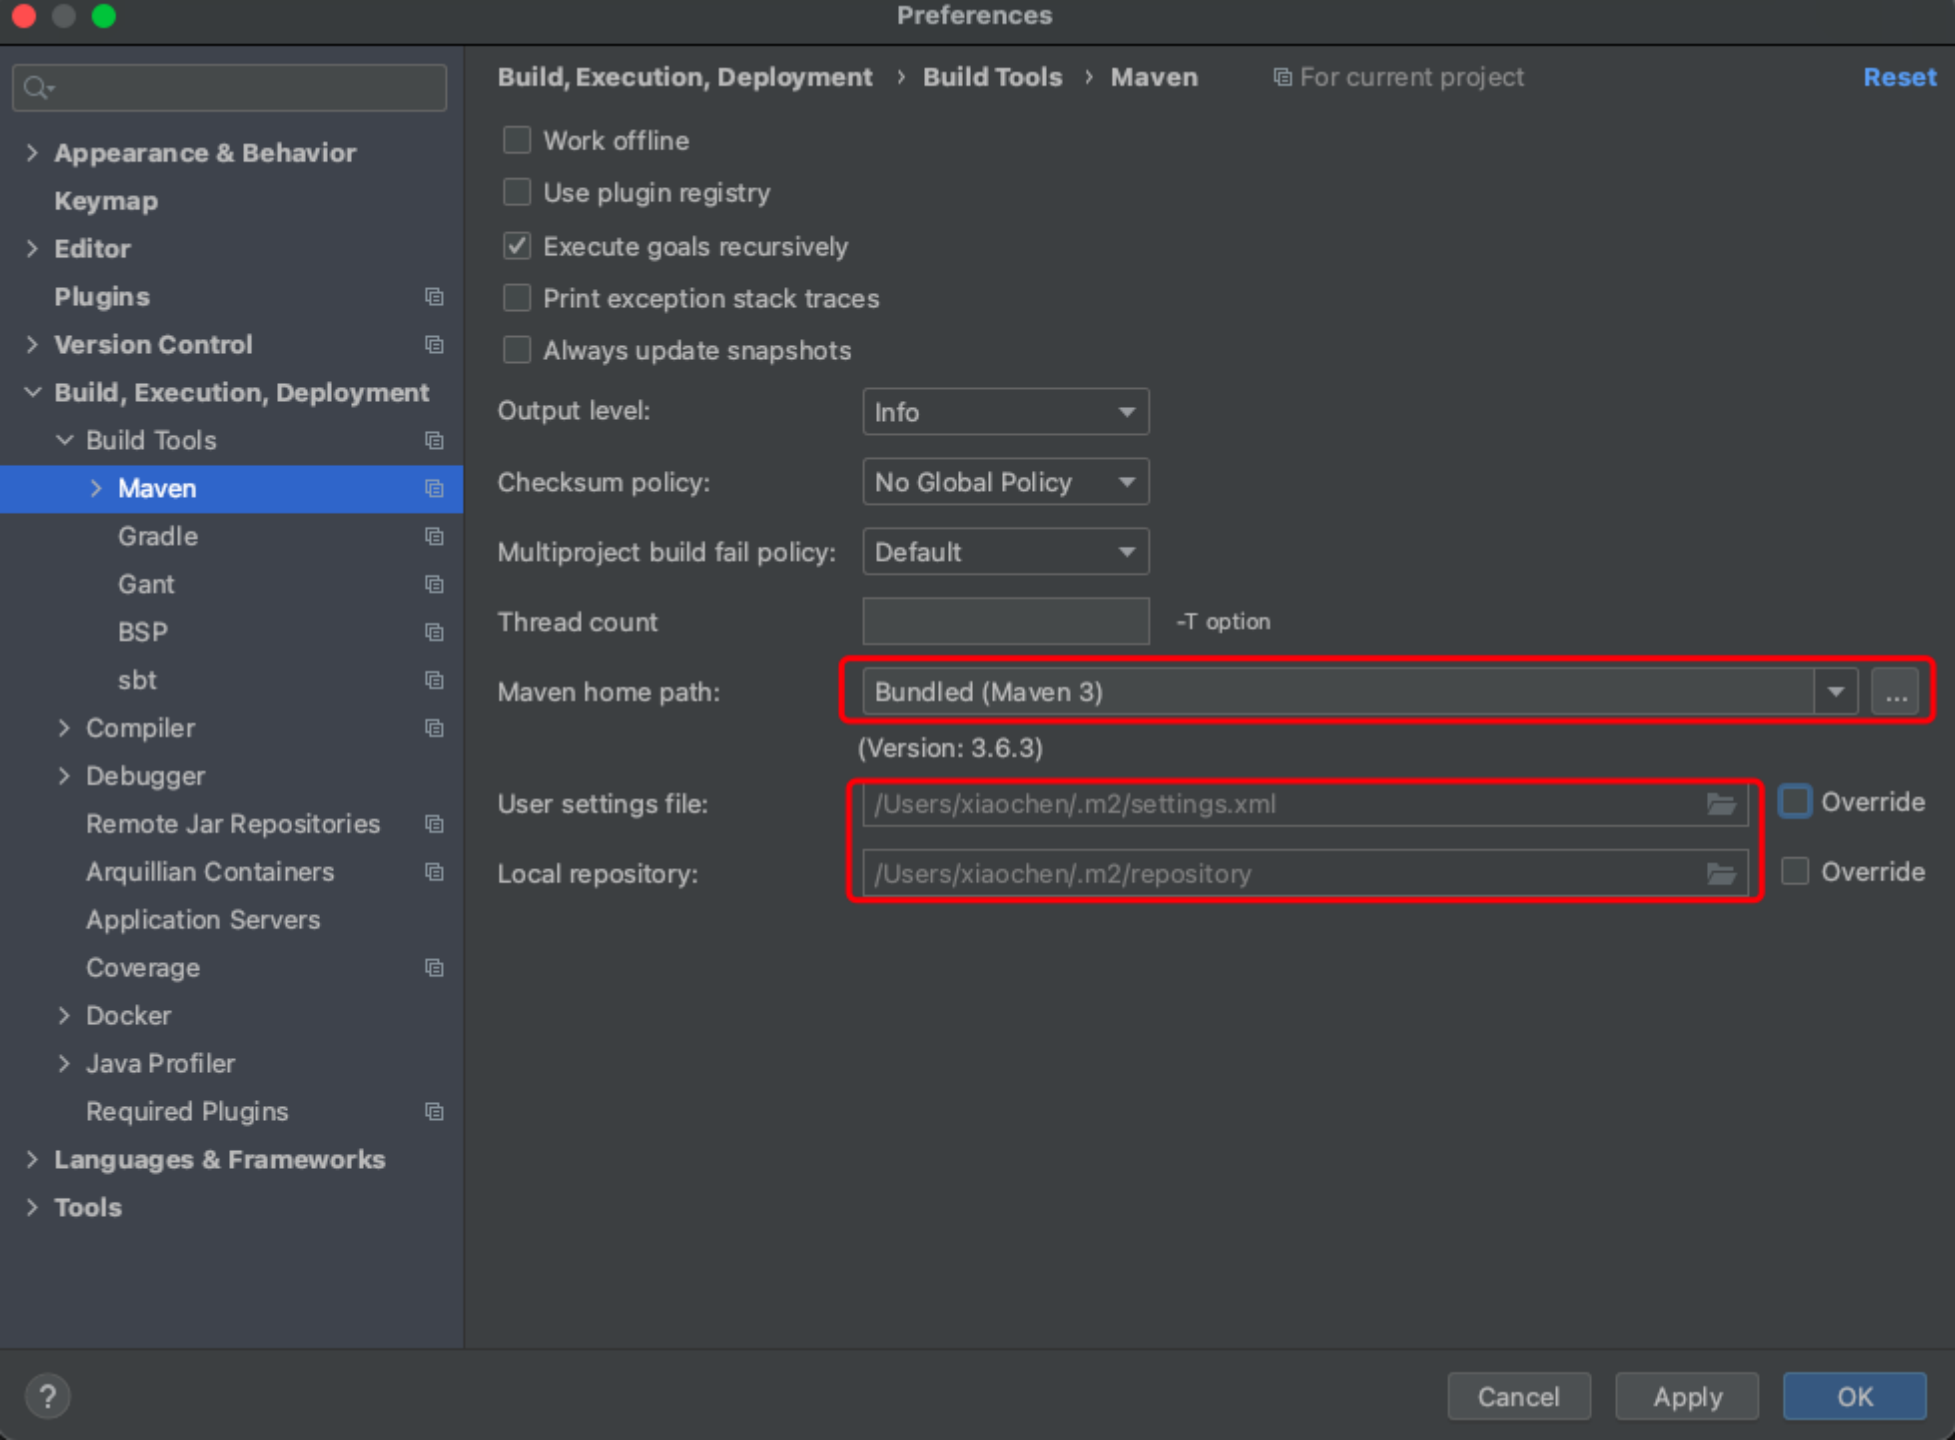 Preferences
Appearance & Behavior
Keymap
Editor
Plugins
Version Control
Build, Execution, Deployment
Build Tools
Maven
Gradle
Gant
BSP
sbt
Compiler
Debugger
Remote Jar Repositories
Arquillian Containers
Application Servers
Coverage
Docker
Java Profiler
Required Plugins
Languages & Frameworks
Tools
Build, Execution, Deployment › Build Tools › Maven For current project Reset
Work offline
Use plugin registry
Execute goals recursively
Print exception stack traces
Always update snapshots
Output level: Info
Checksum policy: No Global Policy
Multiproject build fail policy: Default
Thread count -T option
Maven home path: Bundled (Maven 3) ...
(Version: 3.6.3)
User settings file: /Users/xiaochen/.m2/settings.xml Override
Local repository: /Users/xiaochen/.m2/repository Override
? Cancel Apply OK